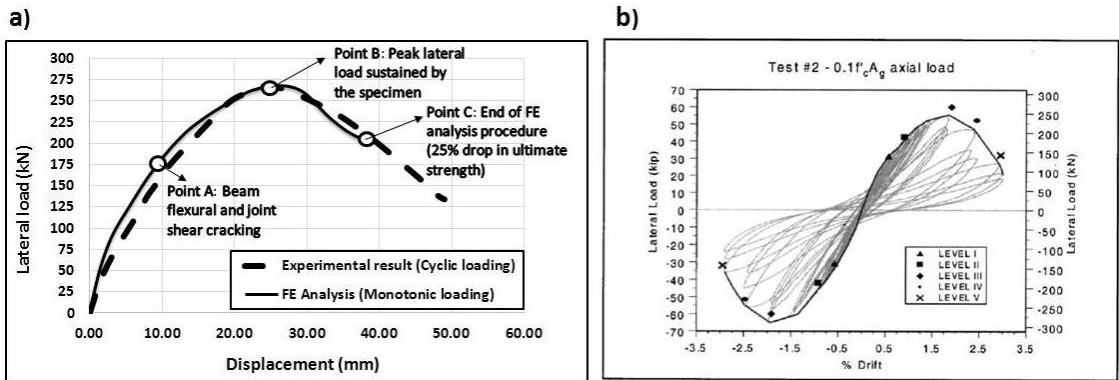 a)
Lateral load (kN)
300
275
250
225
200
175
150
125
100
75
50
25
0
0.00 10.00 20.00 30.00 40.00 50.00 60.00
Displacement (mm)
Point B: Peak lateral
load sustained by
the specimen
Point C: End of FE
analysis procedure
(25% drop in ultimate
strength)
Point A: Beam
flexural and joint
shear cracking
Experimental result (Cyclic loading)
FE Analysis (Monotonic loading)
b)
Test #2 - 0.1f'cAg axial load
Lateral Load (kip)
70
60
50
40
30
20
10
0
-10
-20
-30
-40
-50
-60
-70
-3.5 -2.5 -1.5 -0.5 0.5 1.5 2.5 3.5
% Drift
300
250
200
150
100
50
0
-50
-100
-150
-200
-250
-300
Lateral Load (kN)
LEVEL I
LEVEL II
LEVEL III
LEVEL IV
LEVEL V